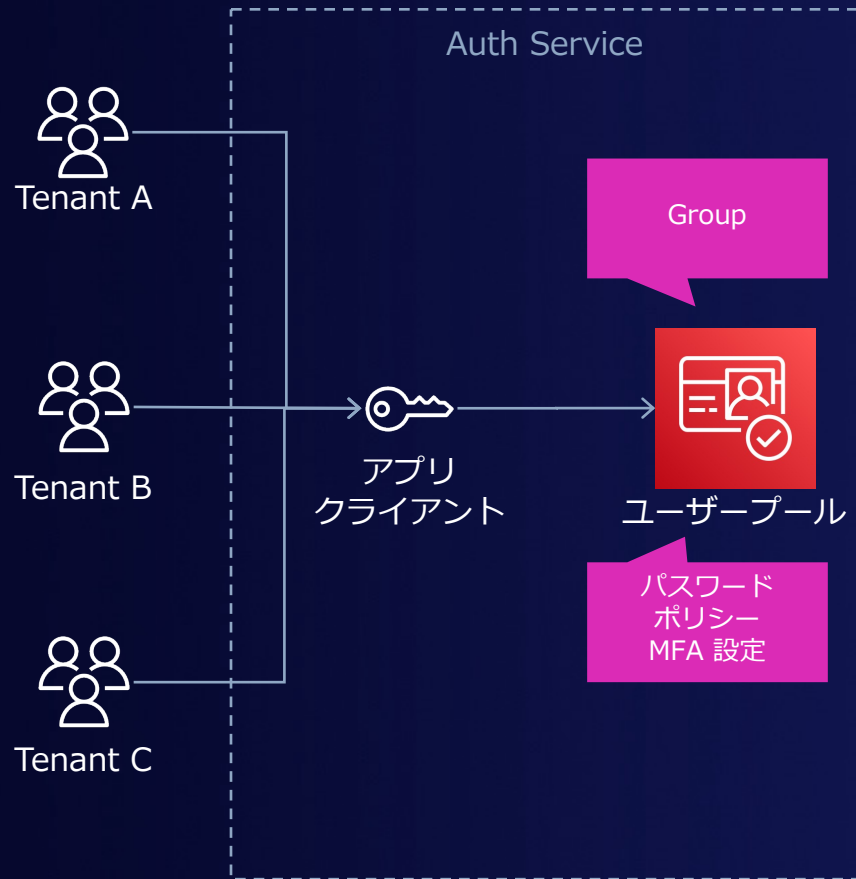 Auth Service
Tenant A
Group
Tenant B
アプリ
クライアント
ユーザープール
パスワード
ポリシー
MFA 設定
Tenant C